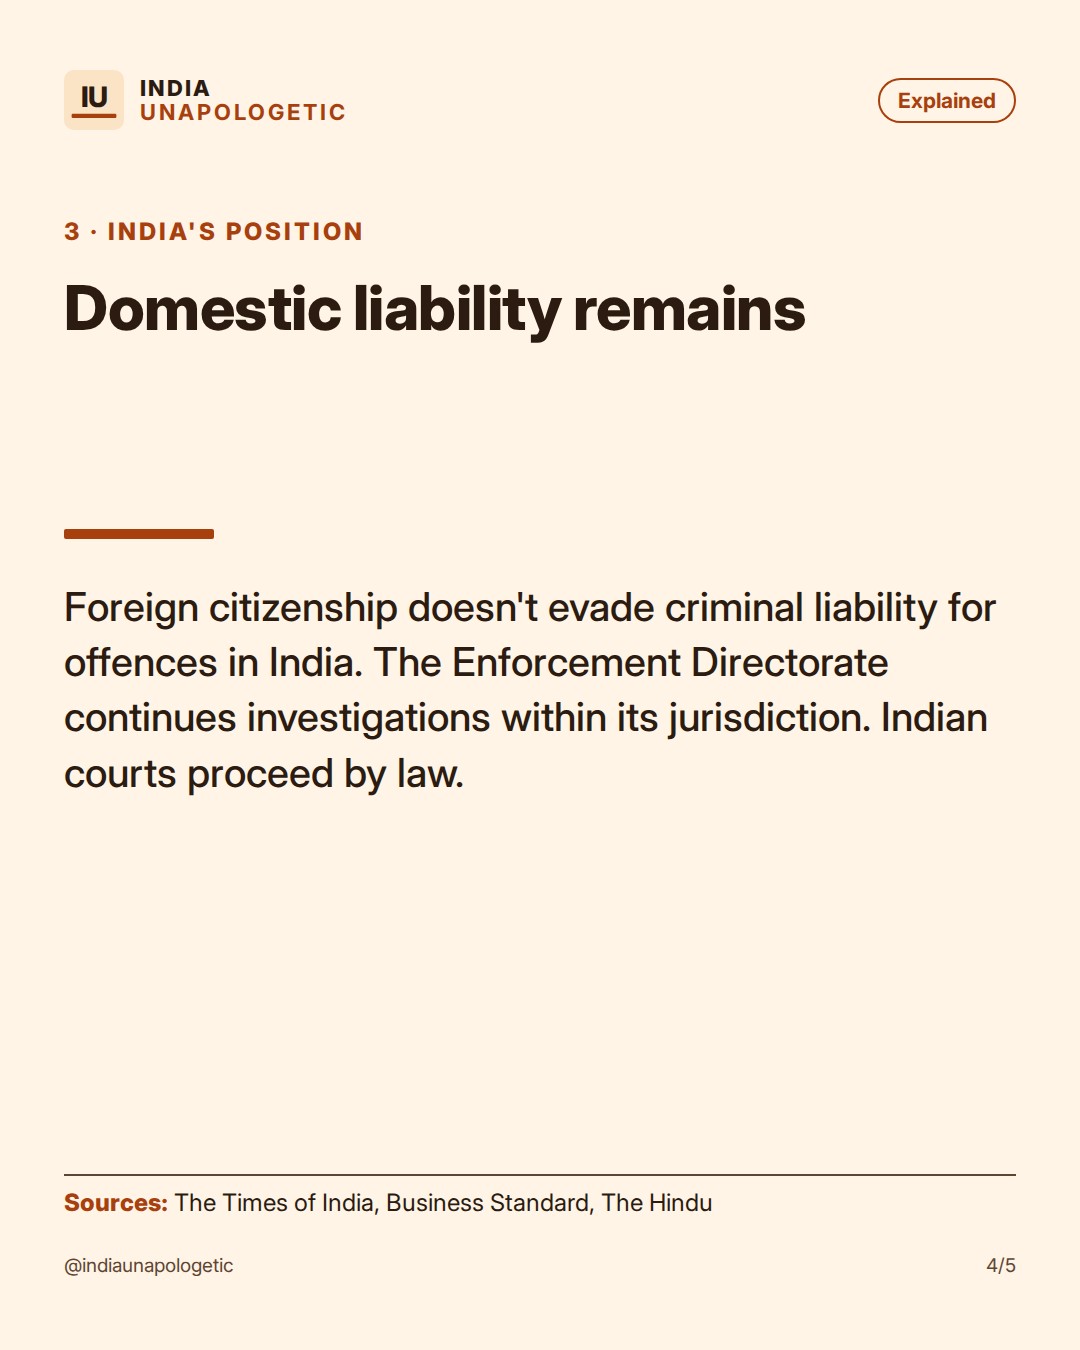 IU
INDIA
UNAPOLOGETIC
Explained
3 · INDIA'S POSITION
Domestic liability remains
Foreign citizenship doesn't evade criminal liability for
offences in India. The Enforcement Directorate
continues investigations within its jurisdiction. Indian
courts proceed by law.
Sources: The Times of India, Business Standard, The Hindu
@indiaunapologetic
4/5